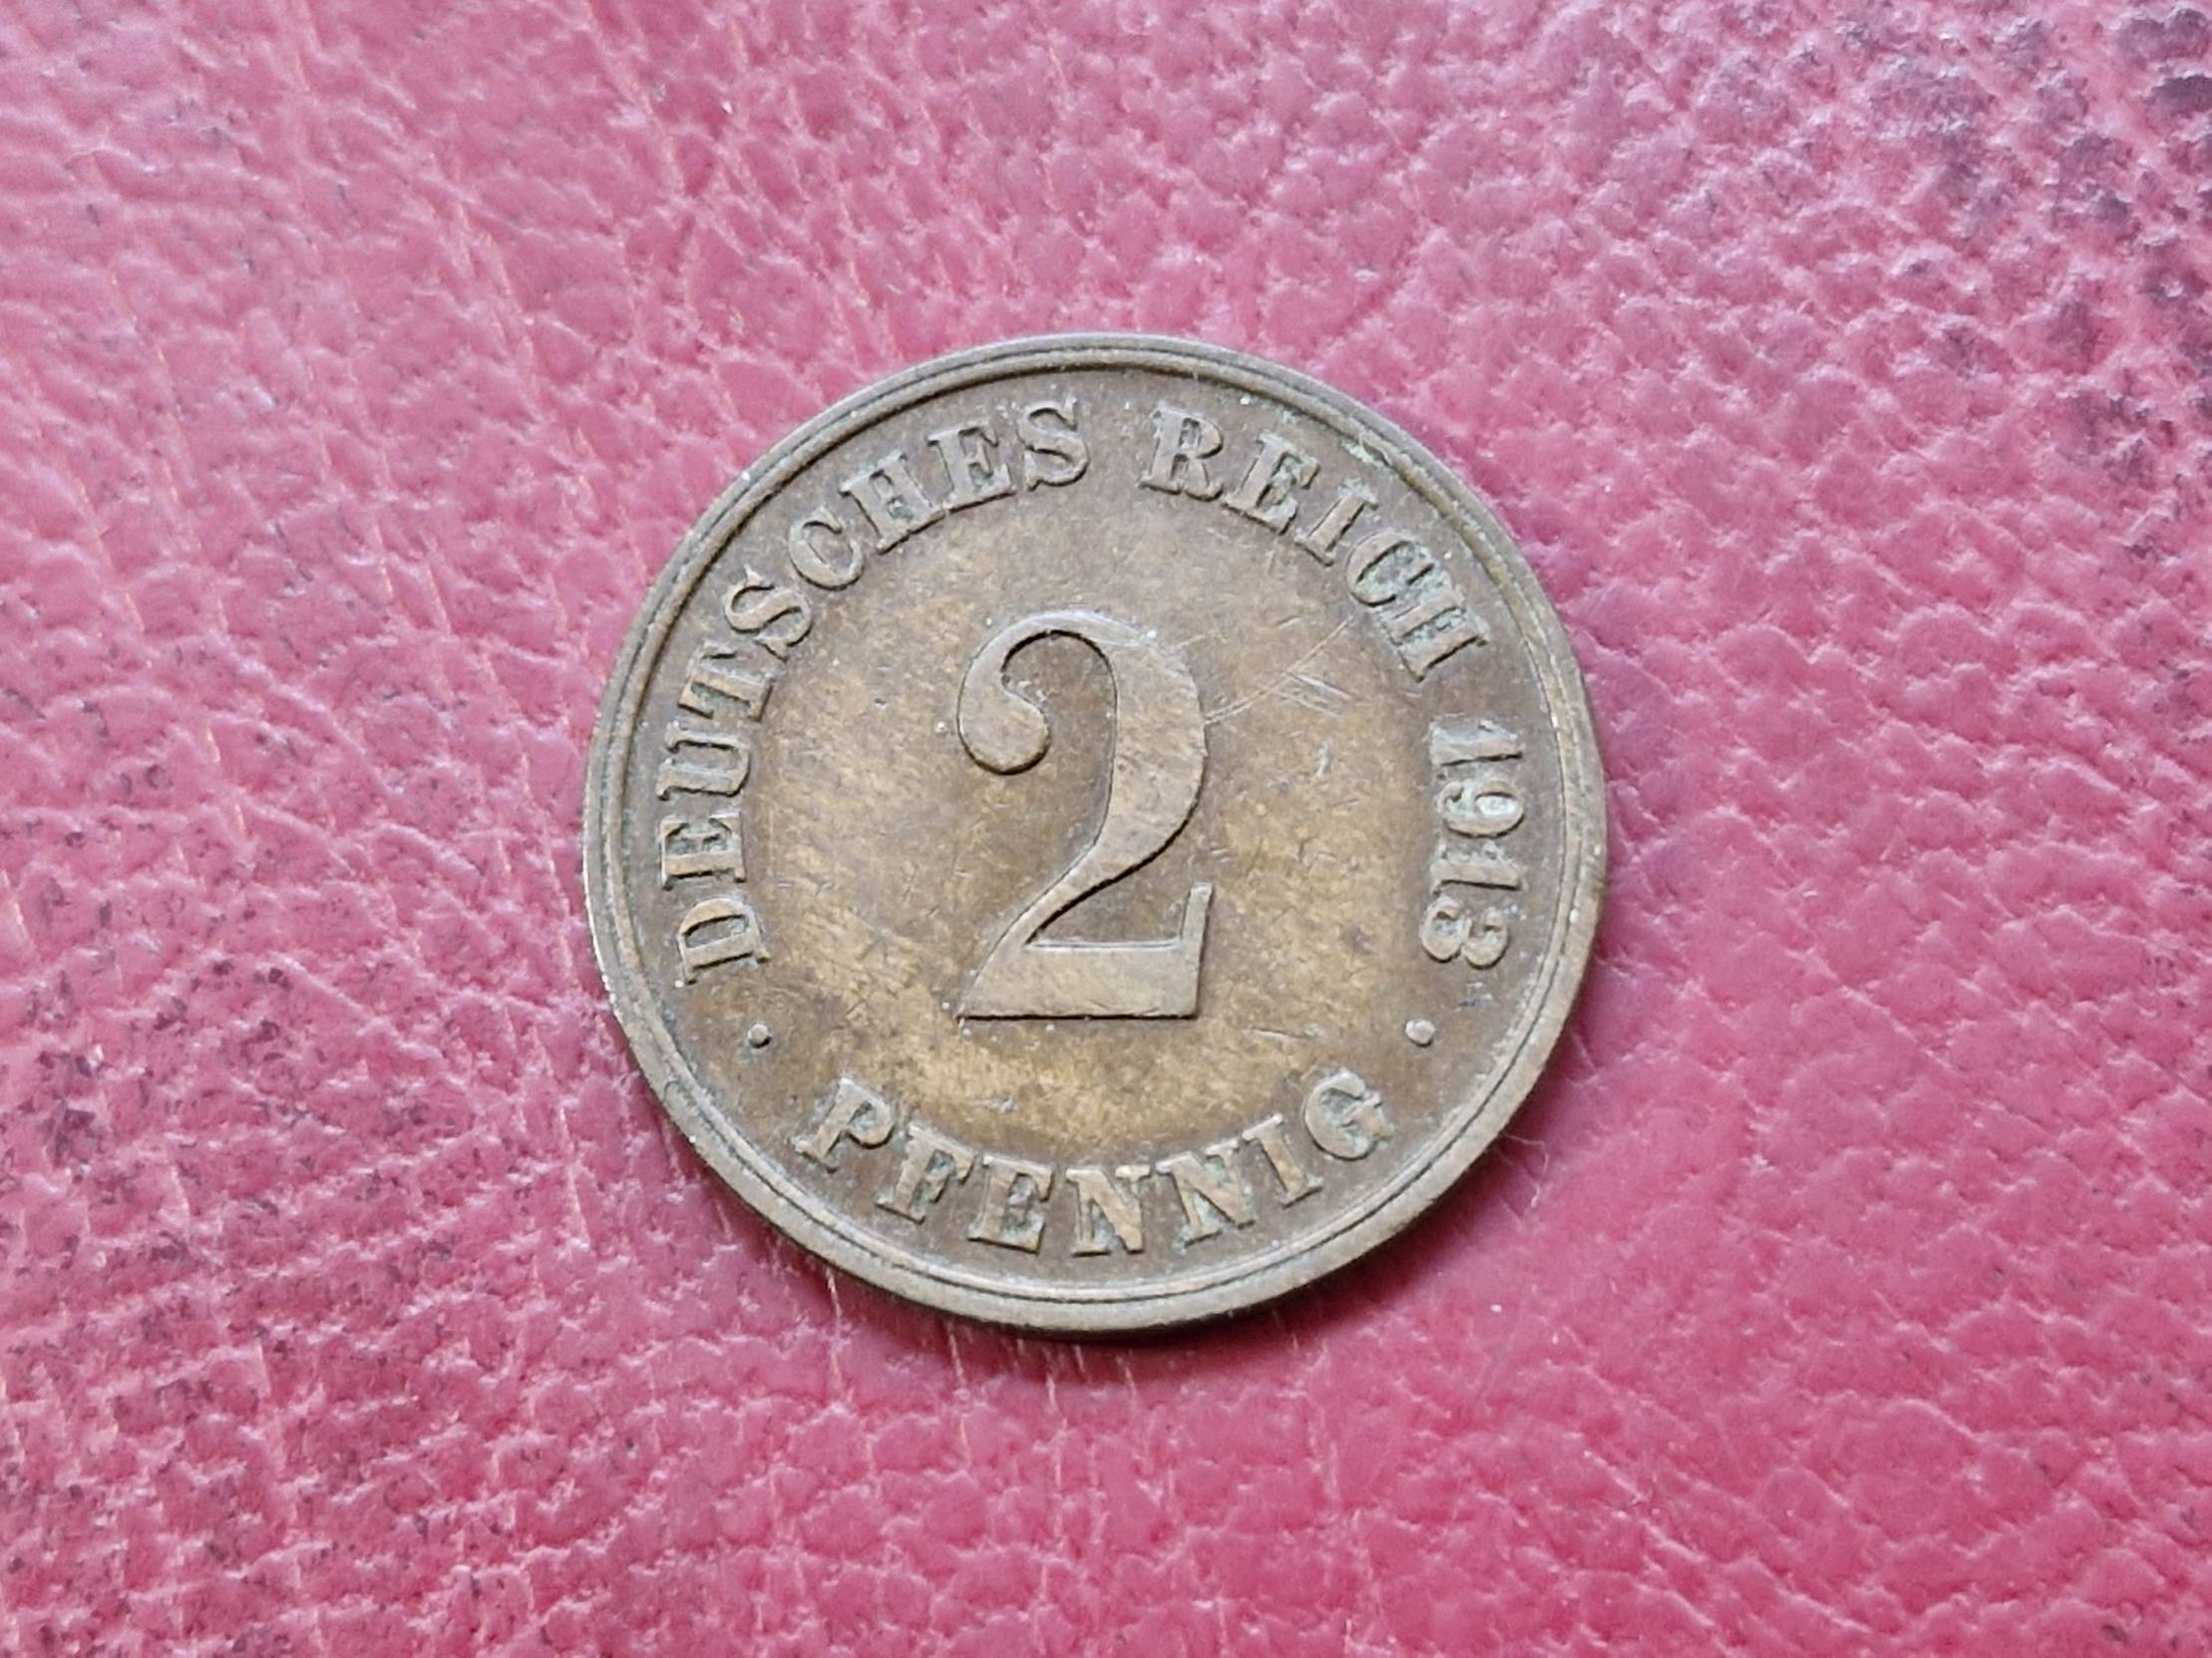 DEUTSCHES REICH 1913
2
· PFENNIG ·